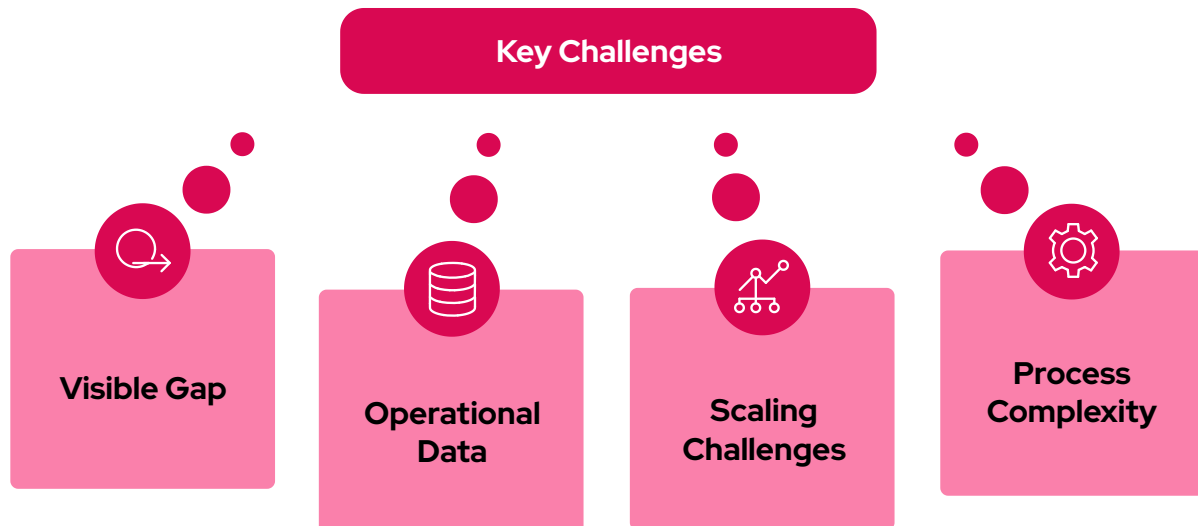 Key Challenges
Visible Gap
Operational
Data
Scaling
Challenges
Process
Complexity